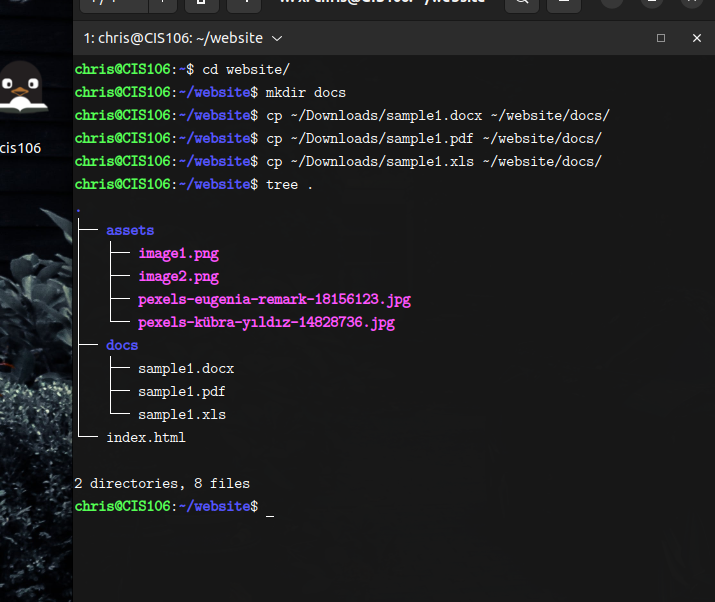 1: chris@CIS106: ~/website
cis106
chris@CIS106:~$ cd website/
chris@CIS106:~/website$ mkdir docs
chris@CIS106:~/website$ cp ~/Downloads/sample1.docx ~/website/docs/
chris@CIS106:~/website$ cp ~/Downloads/sample1.pdf ~/website/docs/
chris@CIS106:~/website$ cp ~/Downloads/sample1.xls ~/website/docs/
chris@CIS106:~/website$ tree .
.
├── assets
│   ├── image1.png
│   ├── image2.png
│   ├── pexels-eugenia-remark-18156123.jpg
│   └── pexels-kübra-yıldız-14828736.jpg
├── docs
│   ├── sample1.docx
│   ├── sample1.pdf
│   └── sample1.xls
└── index.html
2 directories, 8 files
chris@CIS106:~/website$